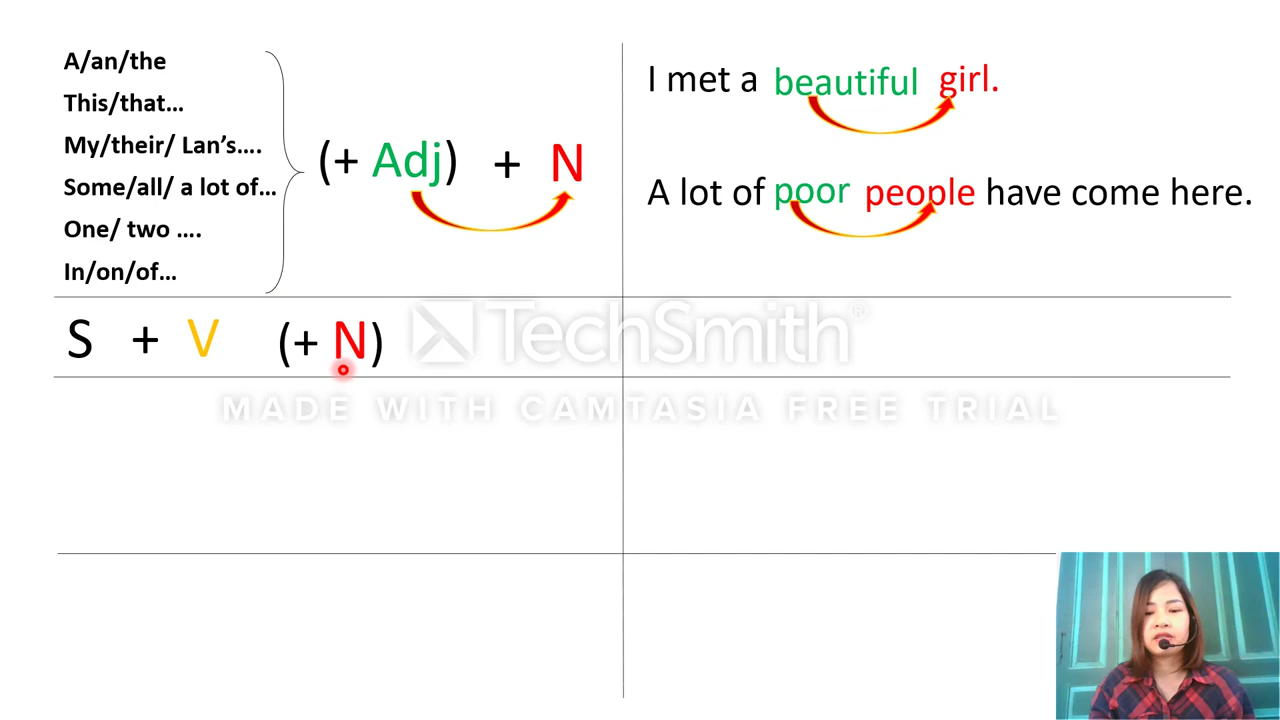 A/an/the
This/that…
My/their/ Lan’s….
Some/all/ a lot of…
One/ two ….
In/on/of…
(+ Adj) + N
I met a beautiful girl.
A lot of poor people have come here.
S + V (+ N)
TechSmith®
MADE WITH CAMTASIA FREE TRIAL